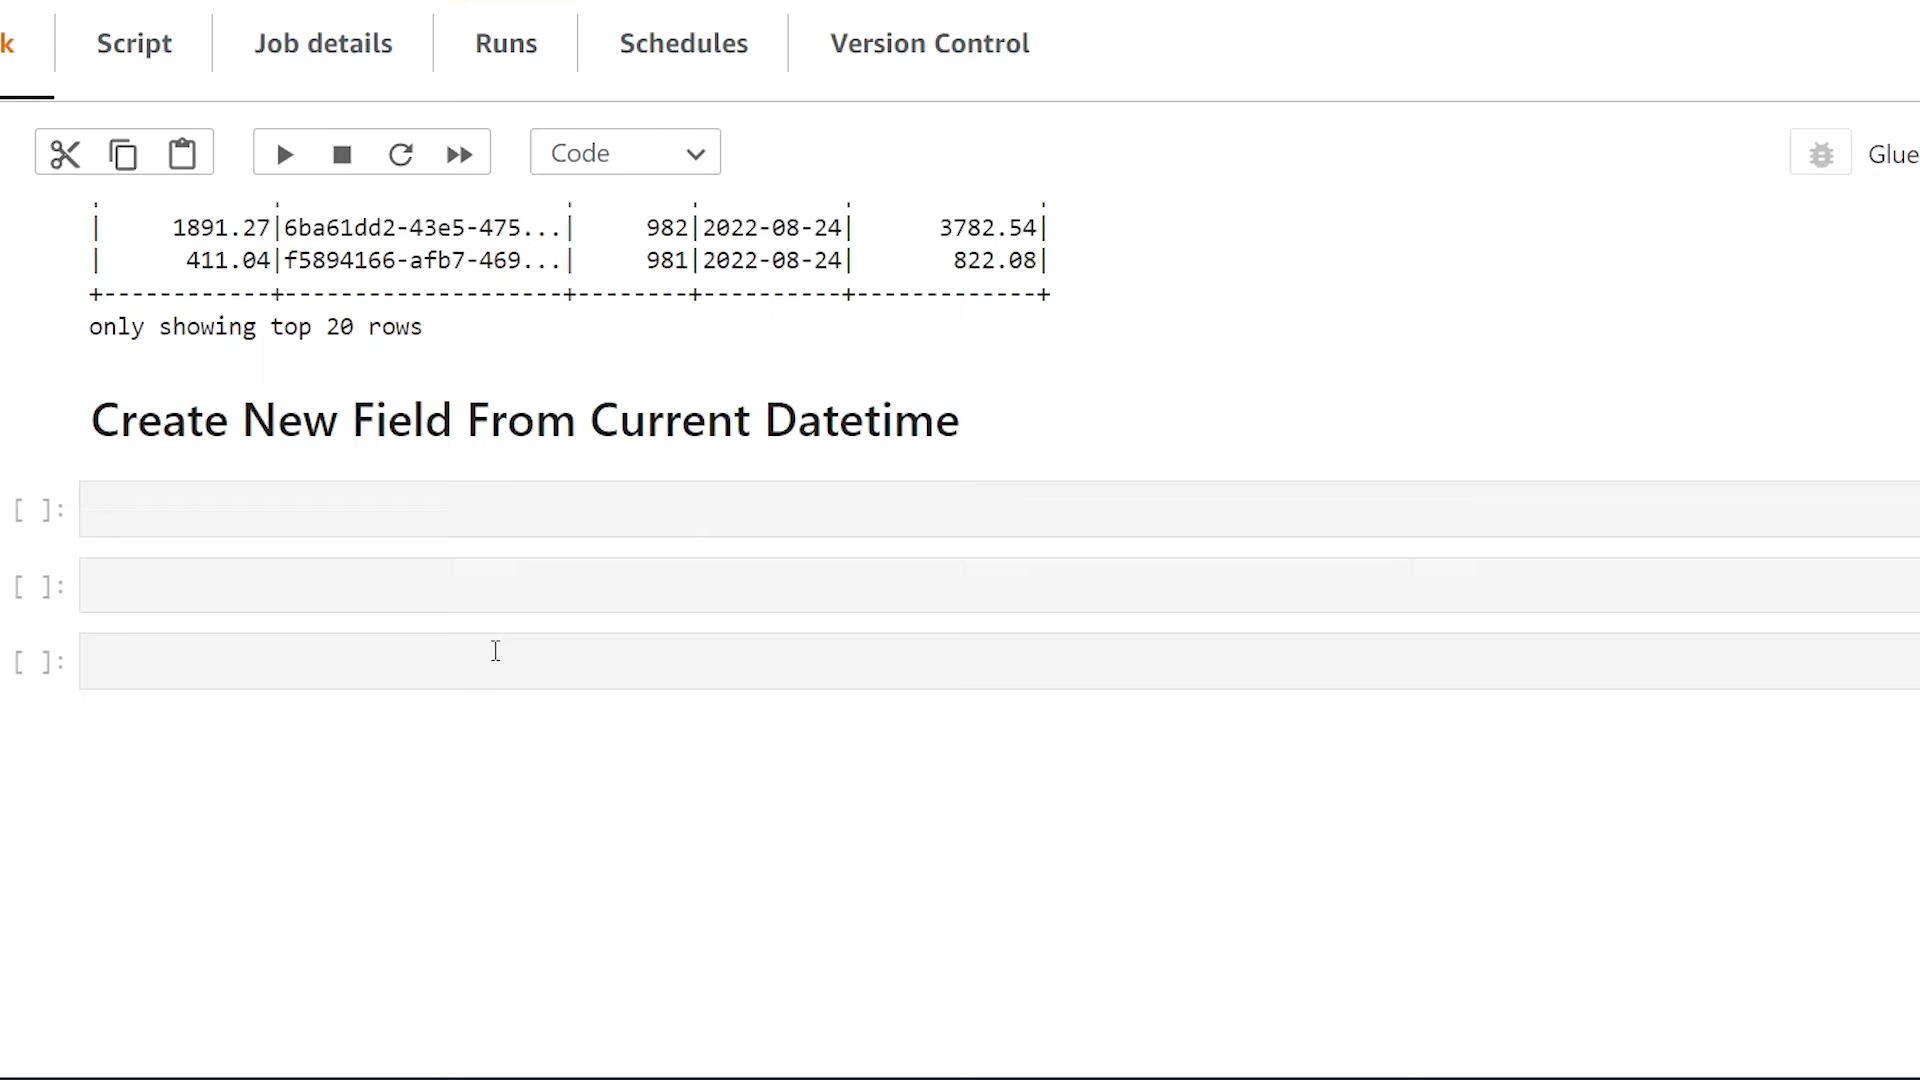 k Script Job details Runs Schedules Version Control
Code Glue
| 1891.27|6ba61dd2-43e5-475...| 982|2022-08-24| 3782.54|
| 411.04|f5894166-afb7-469...| 981|2022-08-24| 822.08|
+------------+--------------------+--------+----------+-------------+
only showing top 20 rows
Create New Field From Current Datetime
[ ]:
[ ]:
[ ]: